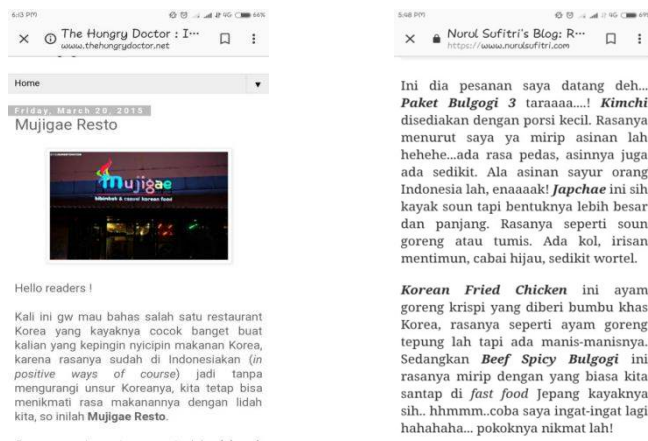 6:13 PM
4G 66%
The Hungry Doctor : I···
www.thehungrydoctor.net
Home
Friday, March 20, 2015
Mujigae Resto
mujigae
bibimbab & casual korean food
Hello readers !
Kali ini gw mau bahas salah satu restaurant
Korea yang kayaknya cocok banget buat
kalian yang kepingin nyicipin makanan Korea,
karena rasanya sudah di Indonesiakan (in
positive ways of course) jadi tanpa
mengurangi unsur Koreanya, kita tetap bisa
menikmati rasa makanannya dengan lidah
kita, so inilah Mujigae Resto.
5:48 PM
4G 69%
Nurul Sufitri's Blog: R···
https://www.nurulsufitri.com
Ini dia pesanan saya datang deh...
Paket Bulgogi 3 taraaaa....! Kimchi
disediakan dengan porsi kecil. Rasanya
menurut saya ya mirip asinan lah
hehehe...ada rasa pedas, asinnya juga
ada sedikit. Ala asinan sayur orang
Indonesia lah, enaaaak! Japchae ini sih
kayak soun tapi bentuknya lebih besar
dan panjang. Rasanya seperti soun
goreng atau tumis. Ada kol, irisan
mentimun, cabai hijau, sedikit wortel.
Korean Fried Chicken ini ayam
goreng krispi yang diberi bumbu khas
Korea, rasanya seperti ayam goreng
tepung lah tapi ada manis-manisnya.
Sedangkan Beef Spicy Bulgogi ini
rasanya mirip dengan yang biasa kita
santap di fast food Jepang kayaknya
sih.. hhmmm..coba saya ingat-ingat lagi
hahahaha... pokoknya nikmat lah!